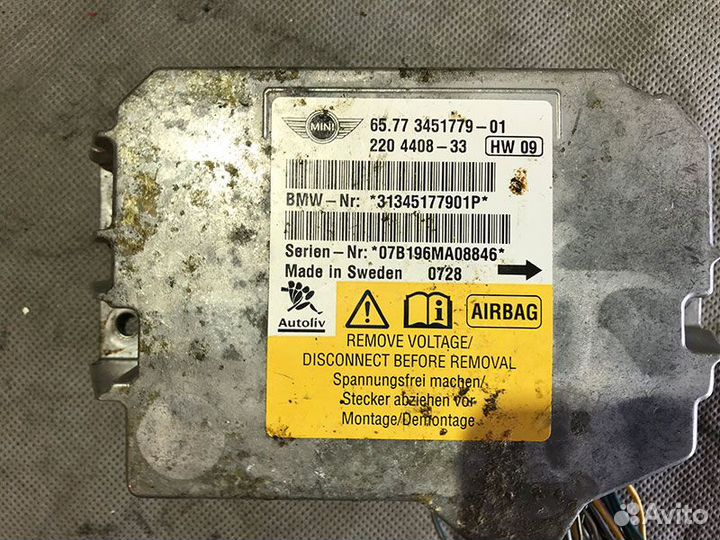 MINI
65.77 3451779-01
220 4408-33 HW 09
BMW-Nr: *31345177901P*
Serien-Nr: *07B196MA08846*
Made in Sweden 0728
Autoliv
AIRBAG
REMOVE VOLTAGE/
DISCONNECT BEFORE REMOVAL
Spannungsfrei machen/
Stecker abziehen vor
Montage/Demontage
Avito